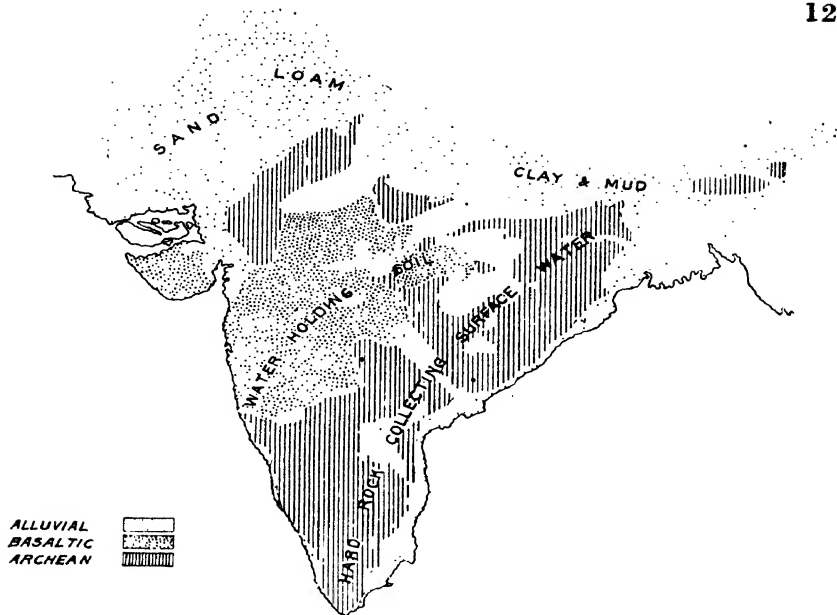 12
SAND LOAM
CLAY & MUD
WATER HOLDING SOIL
HARD ROCK COLLECTING SURFACE WATER
ALLUVIAL
BASALTIC
ARCHEAN